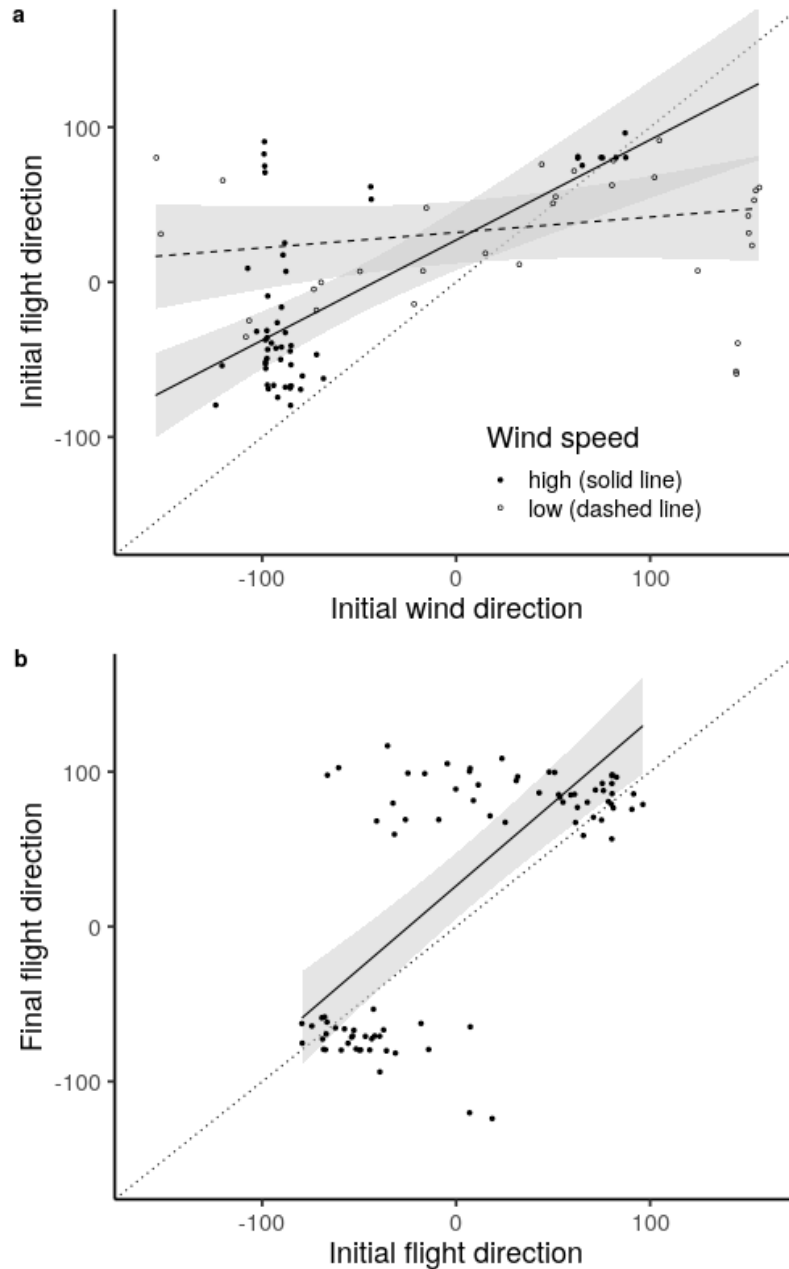 a
Initial flight direction
100
0
-100
Wind speed
high (solid line)
low (dashed line)
-100 0 100
Initial wind direction
b
Final flight direction
100
0
-100
-100 0 100
Initial flight direction